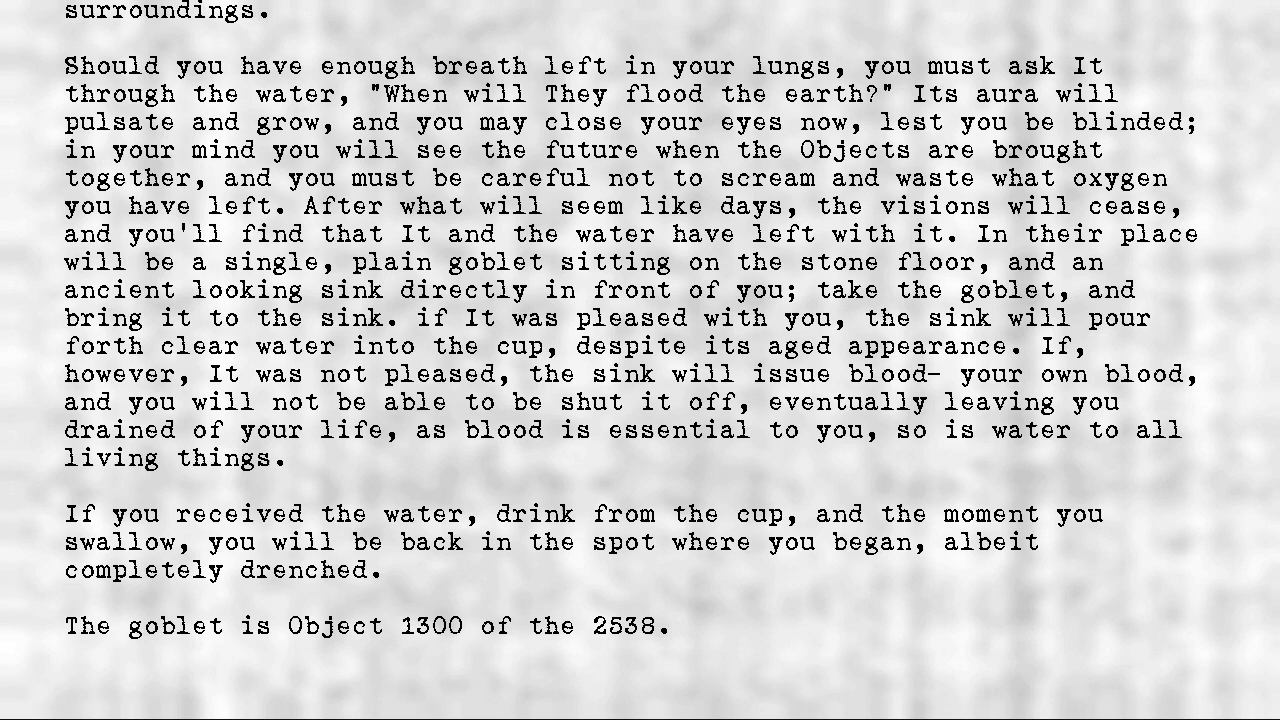 surroundings.
Should you have enough breath left in your lungs, you must ask It
through the water, "When will They flood the earth?" Its aura will
pulsate and grow, and you may close your eyes now, lest you be blinded;
in your mind you will see the future when the Objects are brought
together, and you must be careful not to scream and waste what oxygen
you have left. After what will seem like days, the visions will cease,
and you'll find that It and the water have left with it. In their place
will be a single, plain goblet sitting on the stone floor, and an
ancient looking sink directly in front of you; take the goblet, and
bring it to the sink. if It was pleased with you, the sink will pour
forth clear water into the cup, despite its aged appearance. If,
however, It was not pleased, the sink will issue blood- your own blood,
and you will not be able to be shut it off, eventually leaving you
drained of your life, as blood is essential to you, so is water to all
living things.
If you received the water, drink from the cup, and the moment you
swallow, you will be back in the spot where you began, albeit
completely drenched.
The goblet is Object 1300 of the 2538.